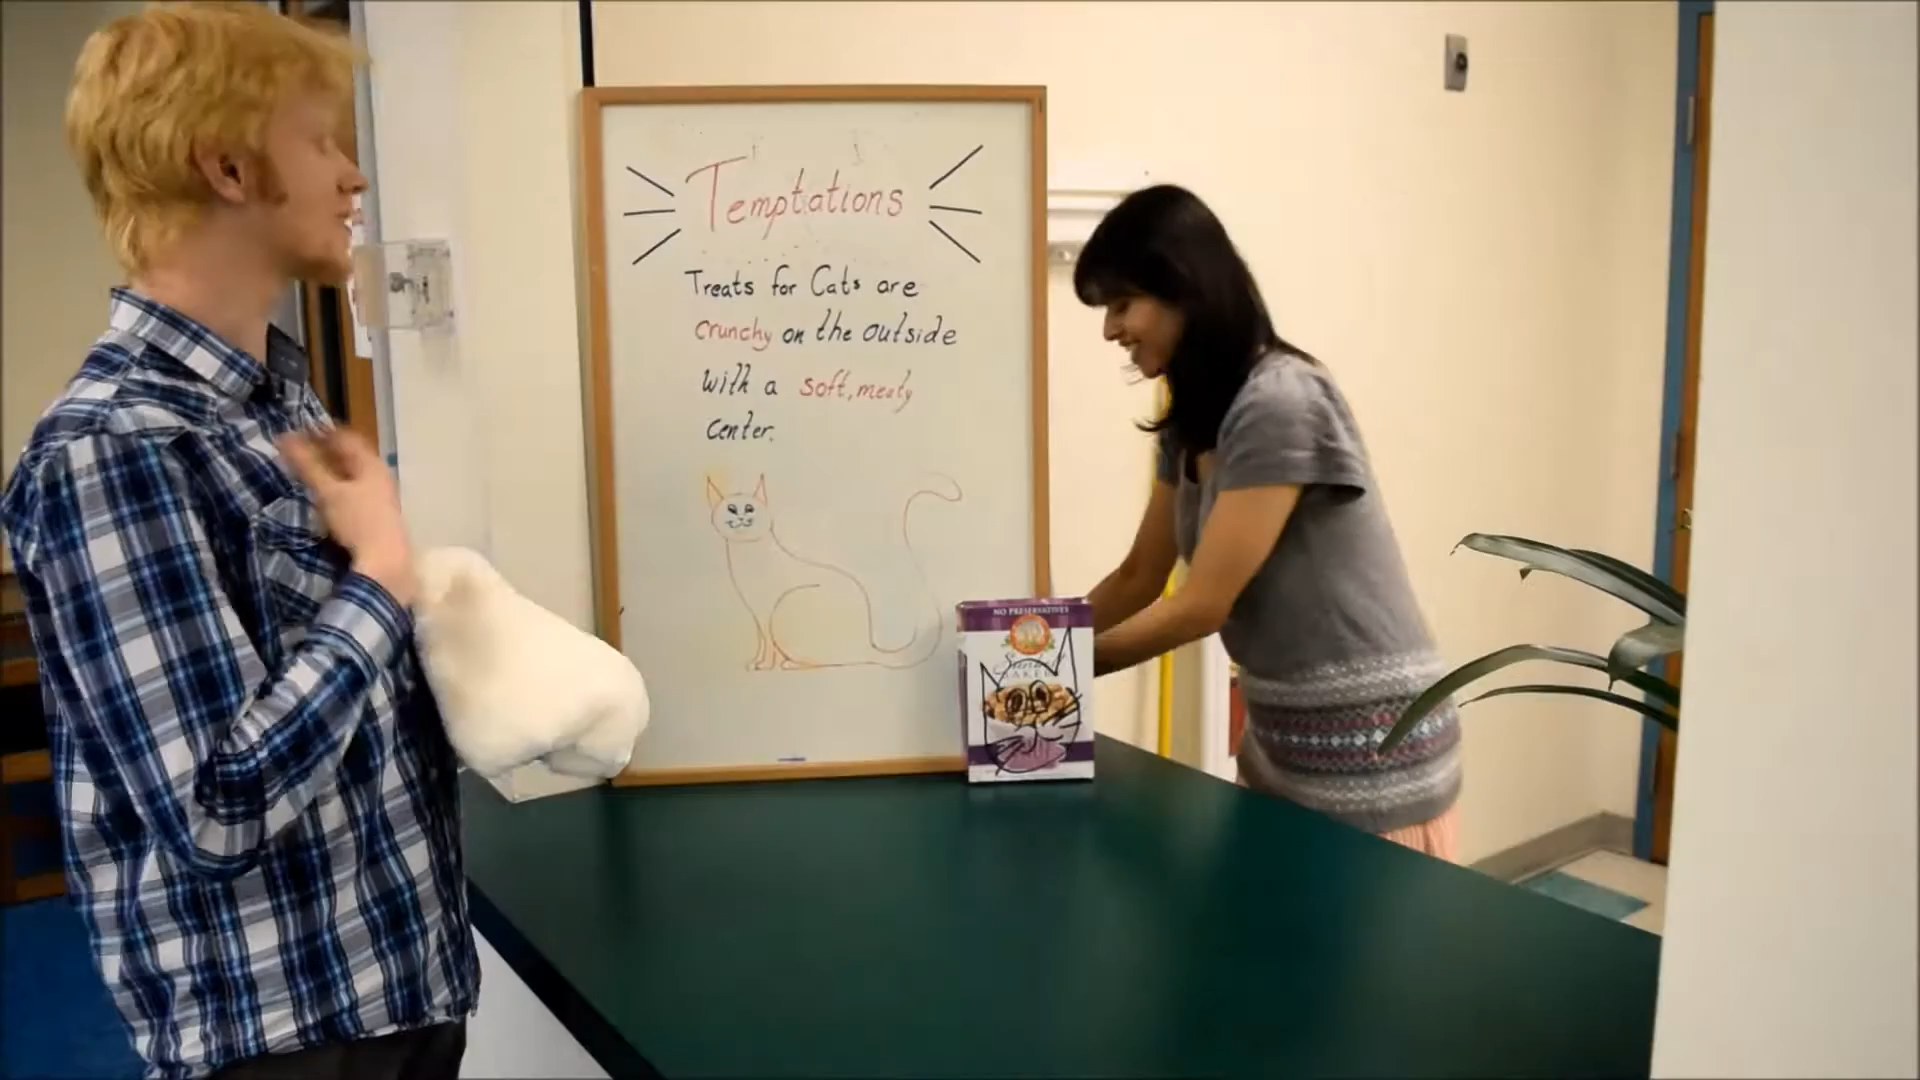 Temptations
Treats for Cats are
crunchy on the outside
with a soft, meaty
center.
NO PRESERVATIVES